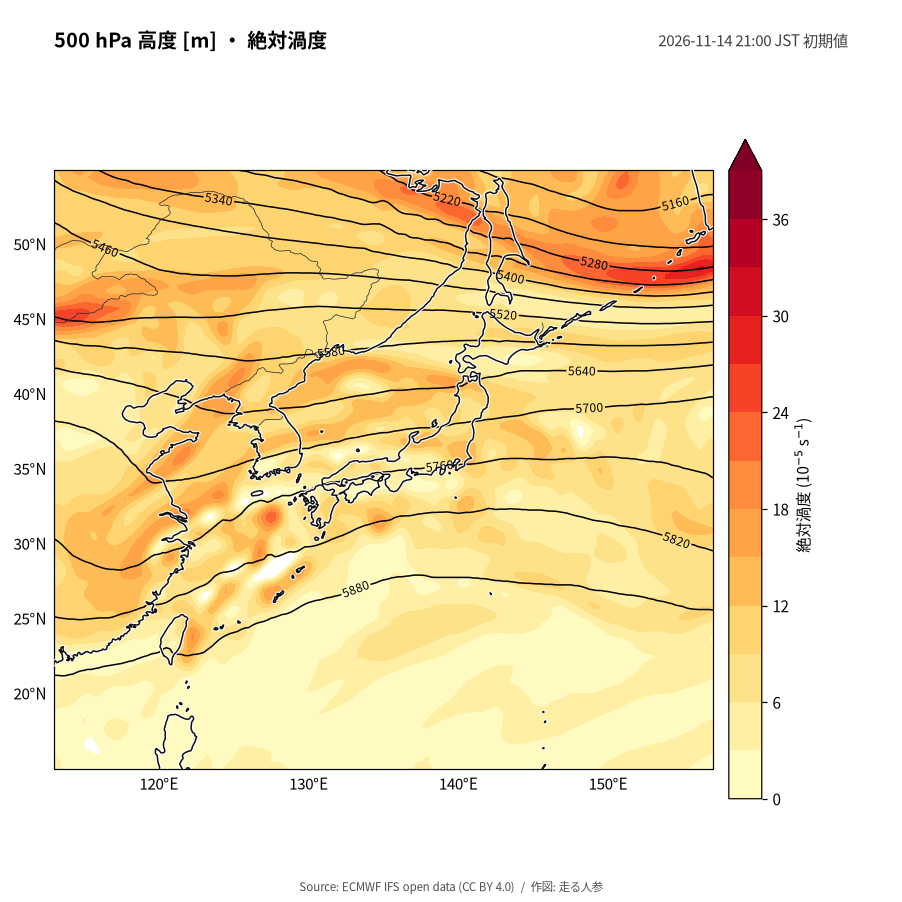 500 hPa 高度 [m] ・ 絶対渦度
2026-11-14 21:00 JST 初期値
5160
5220
5340
5460
5280
5400
5520
5580
5640
5700
5760
5820
5880
50°N
45°N
40°N
35°N
30°N
25°N
20°N
120°E
130°E
140°E
150°E
36
30
24
18
12
6
0
絶対渦度 (10⁻⁵ s⁻¹)
Source: ECMWF IFS open data (CC BY 4.0) / 作図: 走る人参